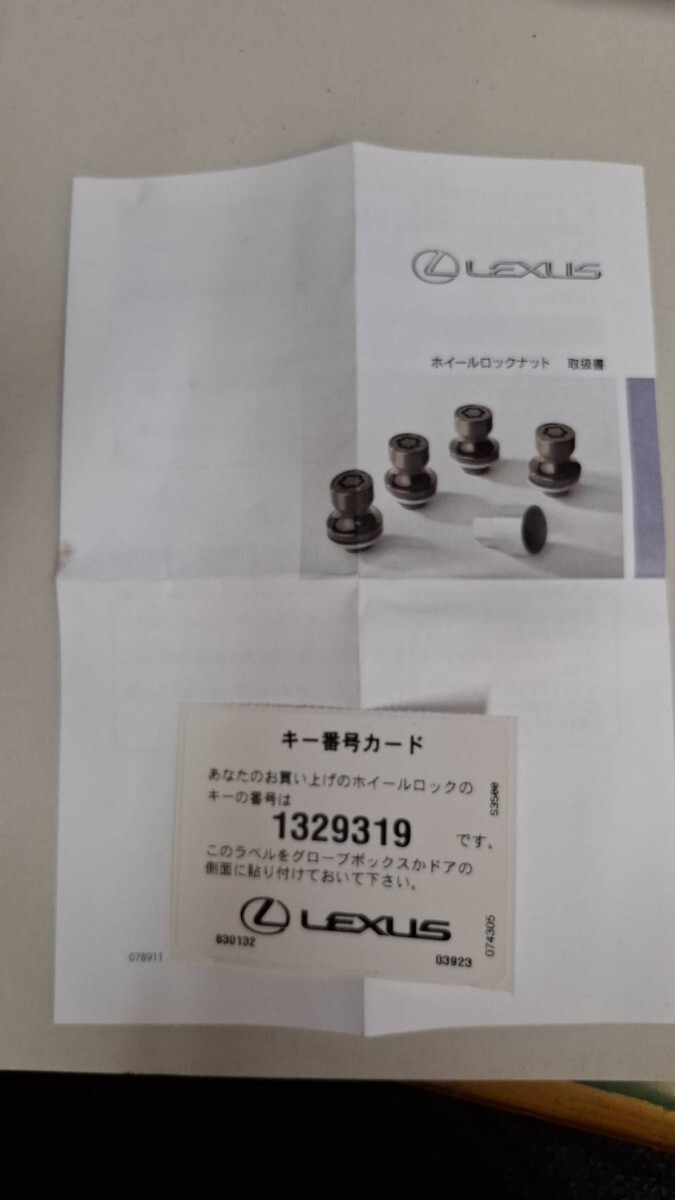 LEXUS
ホイールロックナット 取扱書
キー番号カード
あなたのお買い上げのホイールロックの
キーの番号は
1329319 です。
このラベルをグローブボックスかドアの
側面に貼り付けておいて下さい。
LEXUS
830132
03923
S3500
074305
078911